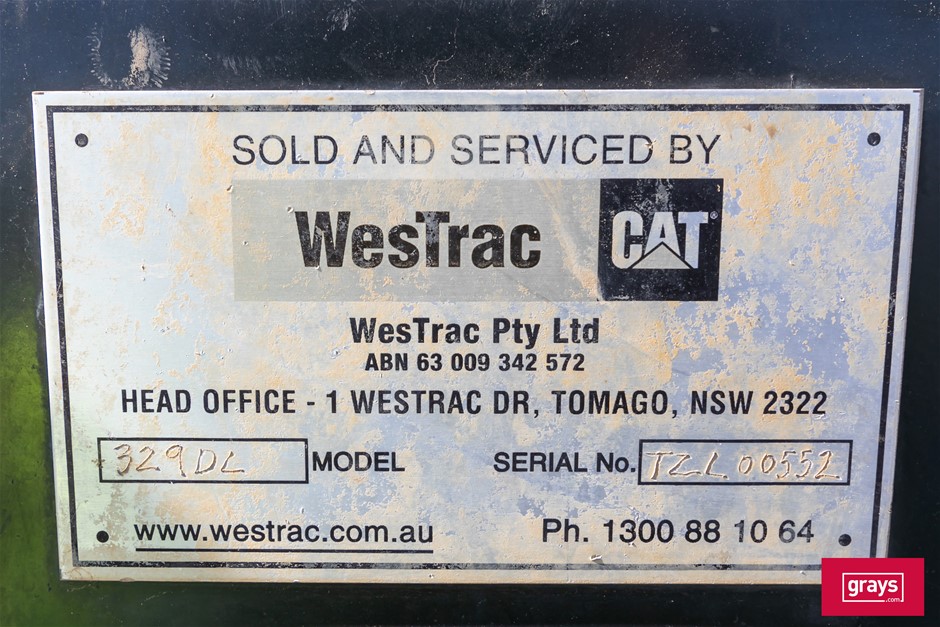 SOLD AND SERVICED BY
WesTrac CAT®
WesTrac Pty Ltd
ABN 63 009 342 572
HEAD OFFICE - 1 WESTRAC DR, TOMAGO, NSW 2322
329DL MODEL SERIAL No. TZL00552
www.westrac.com.au Ph. 1300 88 10 64
grays
.com